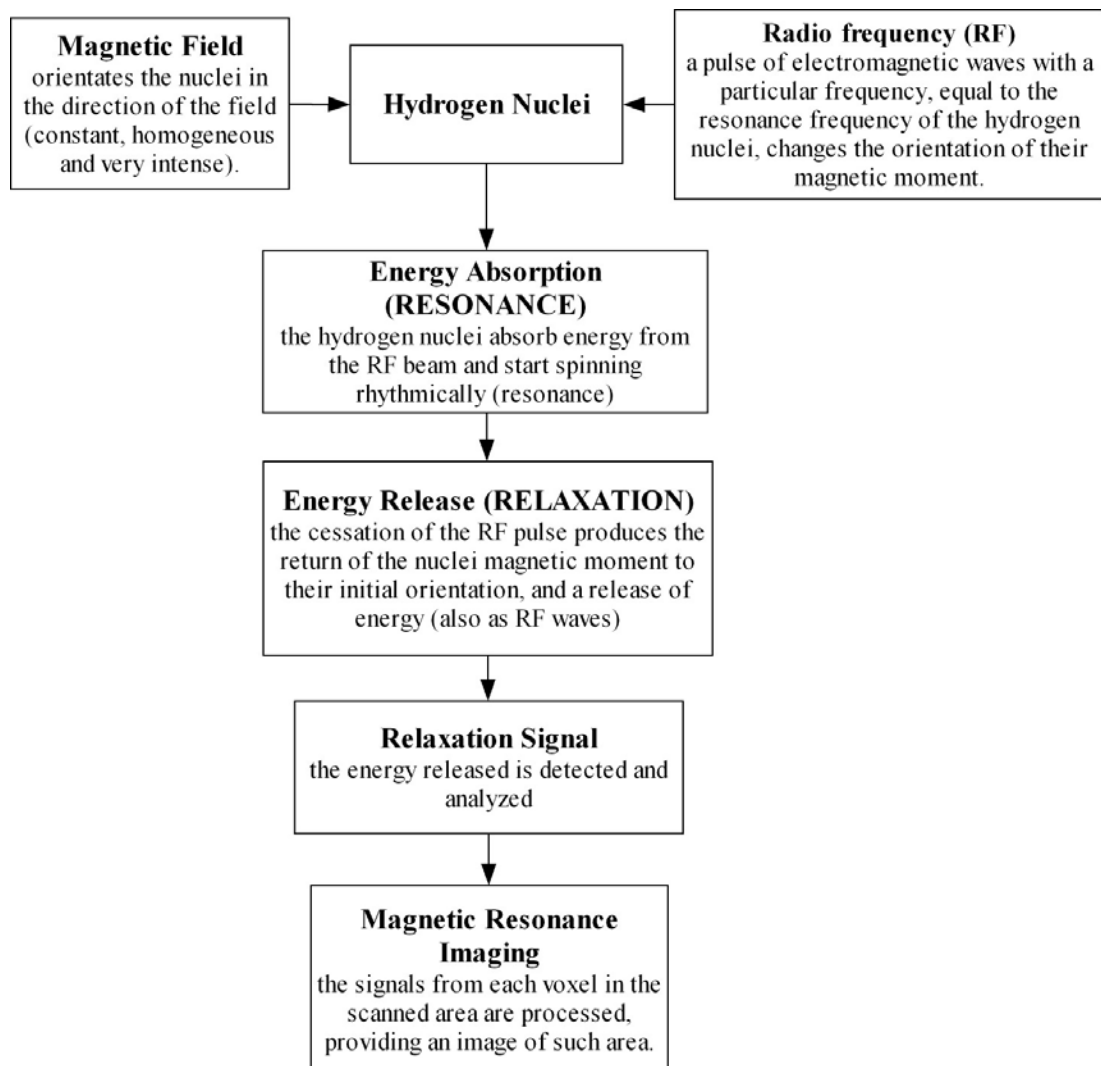 Magnetic Field
orientates the nuclei in
the direction of the field
(constant, homogeneous
and very intense).
Hydrogen Nuclei
Radio frequency (RF)
a pulse of electromagnetic waves with a
particular frequency, equal to the
resonance frequency of the hydrogen
nuclei, changes the orientation of their
magnetic moment.
Energy Absorption
(RESONANCE)
the hydrogen nuclei absorb energy from
the RF beam and start spinning
rhythmically (resonance)
Energy Release (RELAXATION)
the cessation of the RF pulse produces the
return of the nuclei magnetic moment to
their initial orientation, and a release of
energy (also as RF waves)
Relaxation Signal
the energy released is detected and
analyzed
Magnetic Resonance
Imaging
the signals from each voxel in the
scanned area are processed,
providing an image of such area.